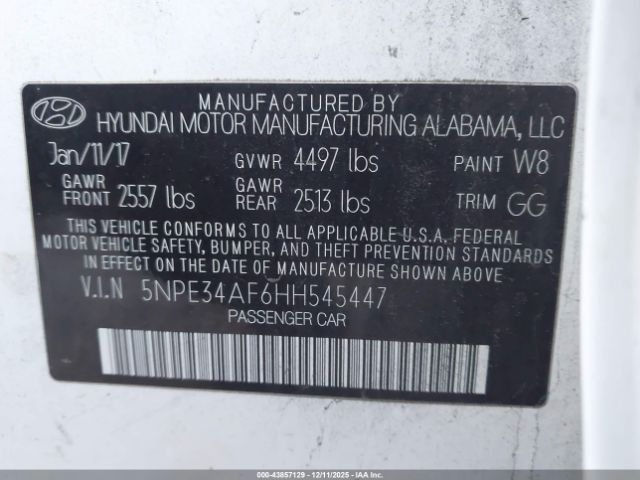 MANUFACTURED BY
HYUNDAI MOTOR MANUFACTURING ALABAMA, LLC
Jan/11/17 GVWR 4497 lbs PAINT W8
GAWR FRONT 2557 lbs GAWR REAR 2513 lbs TRIM GG
THIS VEHICLE CONFORMS TO ALL APPLICABLE U.S.A. FEDERAL
MOTOR VEHICLE SAFETY, BUMPER, AND THEFT PREVENTION STANDARDS
IN EFFECT ON THE DATE OF MANUFACTURE SHOWN ABOVE.
V.I.N 5NPE34AF6HH545447
PASSENGER CAR
000-43857129 | 12/11/2025 - IAAI.COM